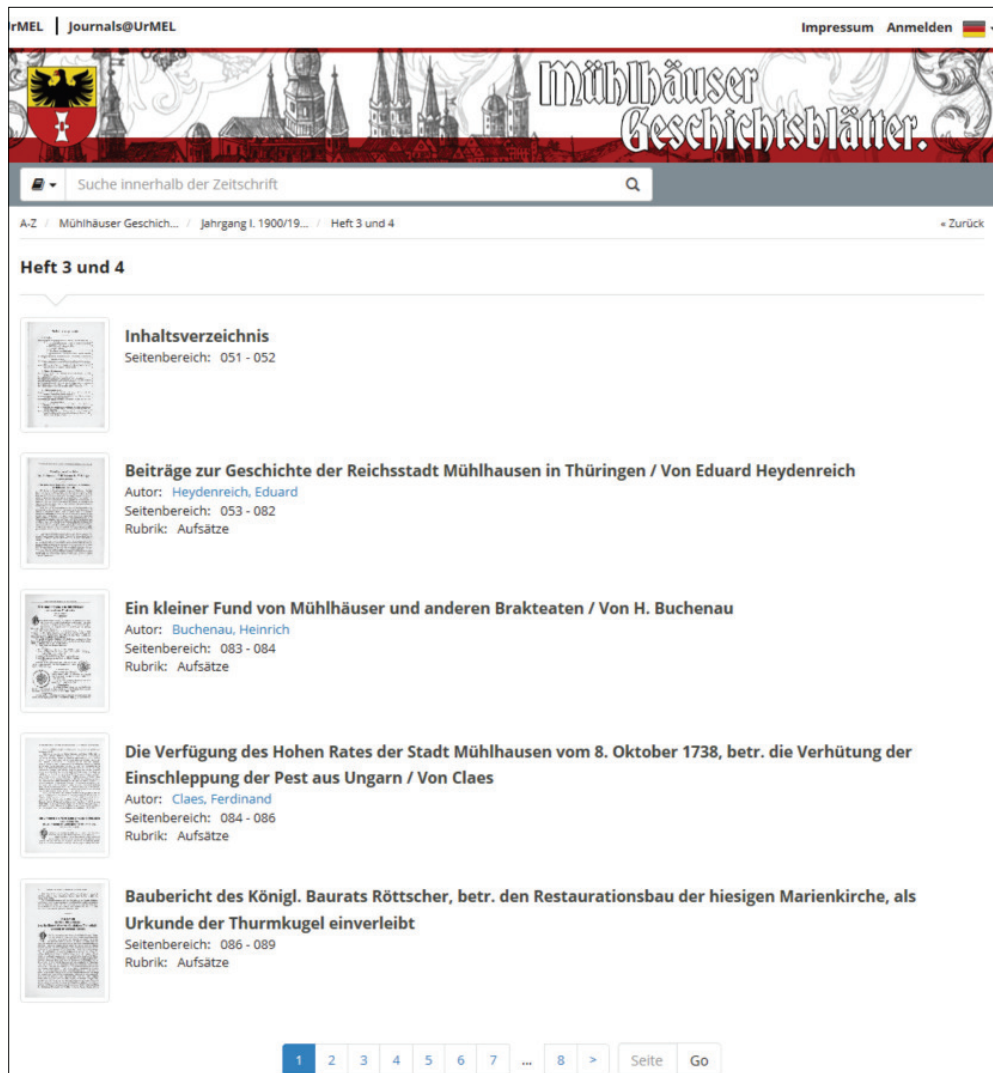 rMEL | Journals@UrMEL Impressum Anmelden
Mühlhäuser
Geschichtsblätter.
Suche innerhalb der Zeitschrift
A-Z / Mühlhäuser Geschich... / Jahrgang I. 1900/19... / Heft 3 und 4 « Zurück
Heft 3 und 4
Inhaltsverzeichnis
Seitenbereich: 051 - 052
Beiträge zur Geschichte der Reichsstadt Mühlhausen in Thüringen / Von Eduard Heydenreich
Autor: Heydenreich, Eduard
Seitenbereich: 053 - 082
Rubrik: Aufsätze
Ein kleiner Fund von Mühlhäuser und anderen Brakteaten / Von H. Buchenau
Autor: Buchenau, Heinrich
Seitenbereich: 083 - 084
Rubrik: Aufsätze
Die Verfügung des Hohen Rates der Stadt Mühlhausen vom 8. Oktober 1738, betr. die Verhütung der
Einschleppung der Pest aus Ungarn / Von Claes
Autor: Claes, Ferdinand
Seitenbereich: 084 - 086
Rubrik: Aufsätze
Baubericht des Königl. Baurats Röttscher, betr. den Restaurationsbau der hiesigen Marienkirche, als
Urkunde der Thurmkugel einverleibt
Seitenbereich: 086 - 089
Rubrik: Aufsätze
1 2 3 4 5 6 7 ... 8 > Seite Go